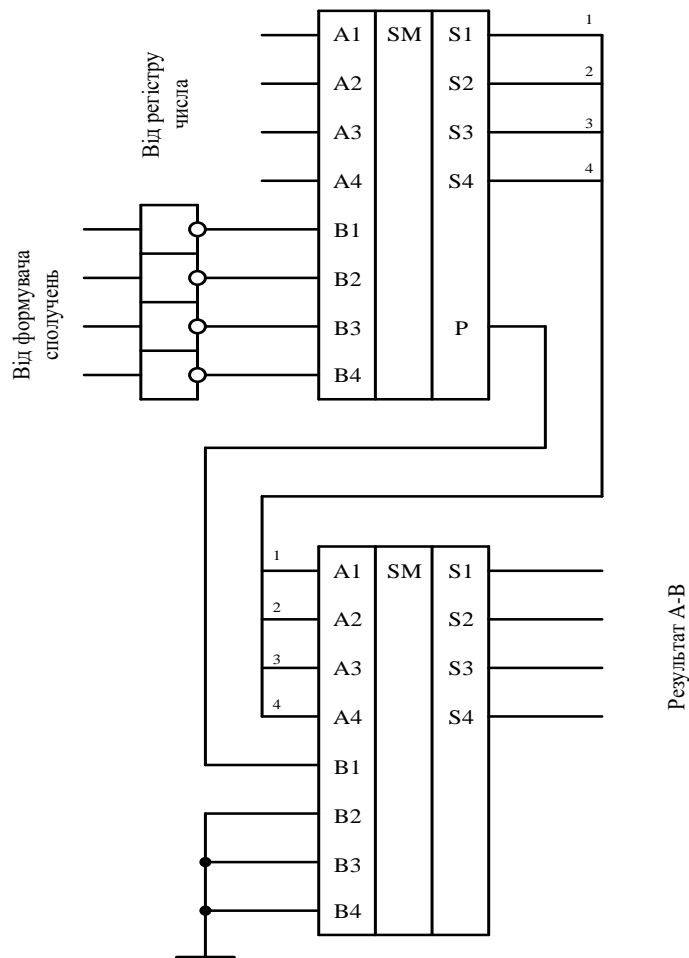 1
A1 SM S1
2
A2 S2
3
A3 S3
4
A4 S4
Від регістру
числа
B1
B2
B3 P
B4
Від формувача
сполучень
1
A1 SM S1
2
A2 S2
3
A3 S3
4
A4 S4
B1
B2
B3
B4
Результат А-В